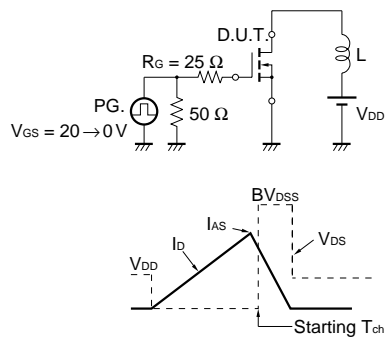 D.U.T.
RG = 25 Ω
L
PG.
50 Ω
VDD
VGS = 20 → 0 V
BVDSS
IAS
ID
VDS
VDD
Starting Tch